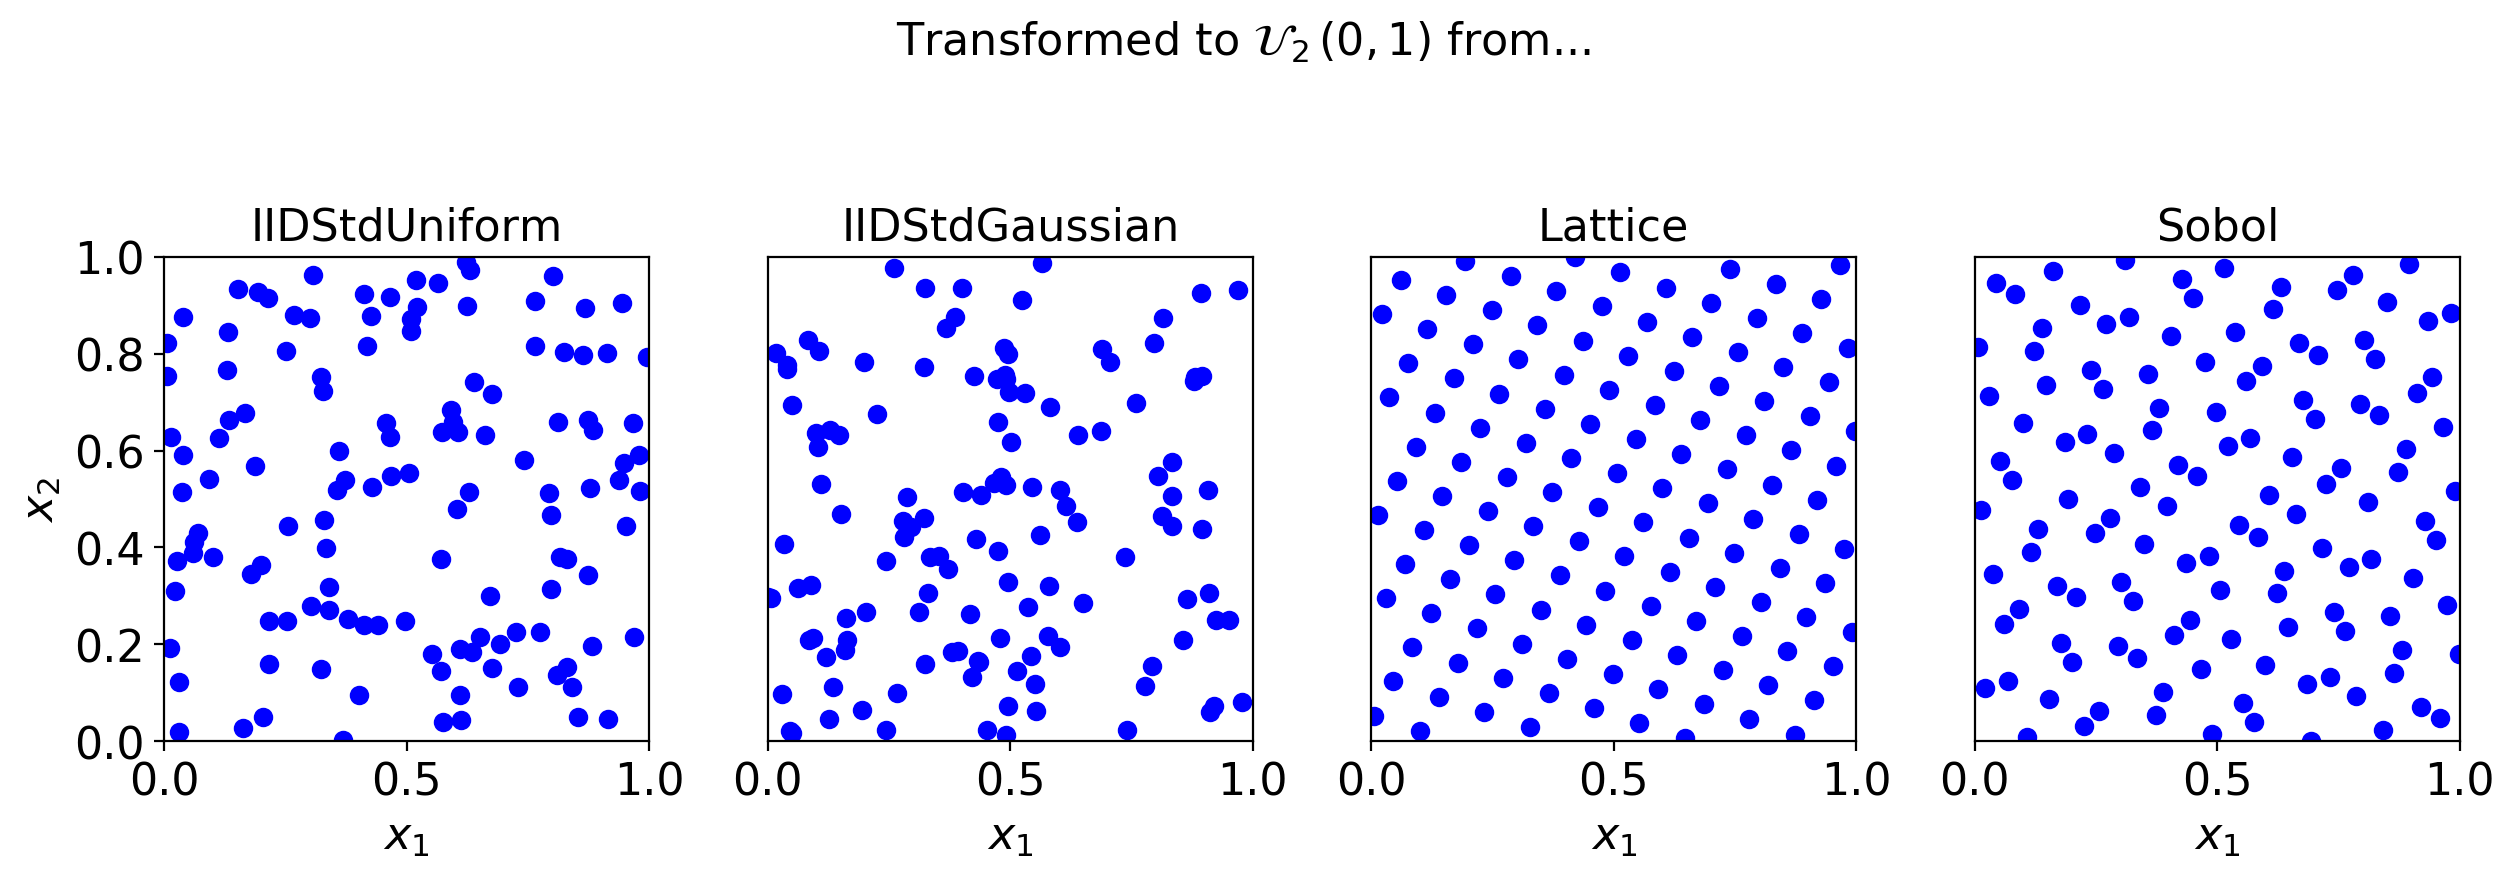 Transformed to 𝒰₂ (0, 1) from...
IIDStdUniform
IIDStdGaussian
Lattice
Sobol
1.0
0.8
0.6
0.4
0.2
0.0
x₂
0.0 0.5 1.0
0.0 0.5 1.0
0.0 0.5 1.0
0.0 0.5 1.0
x₁
x₁
x₁
x₁